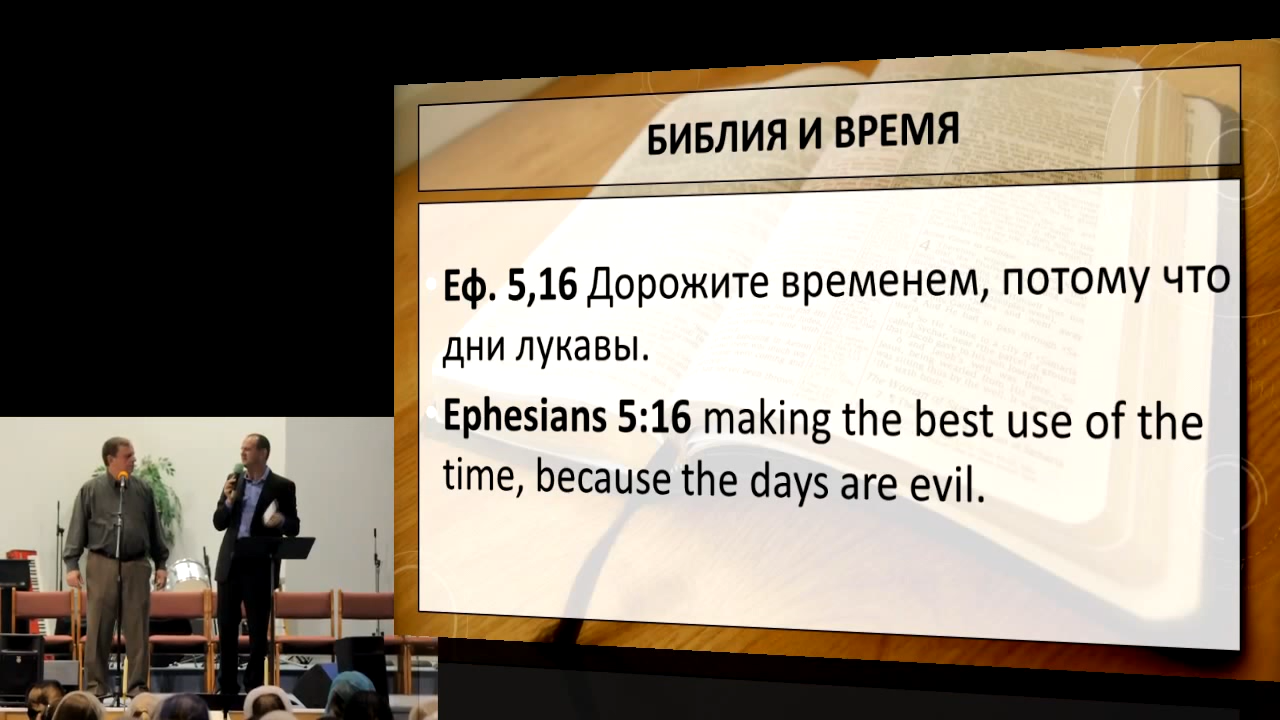 БИБЛИЯ И ВРЕМЯ
Еф. 5,16 Дорожите временем, потому что
дни лукавы.
Ephesians 5:16 making the best use of the
time, because the days are evil.